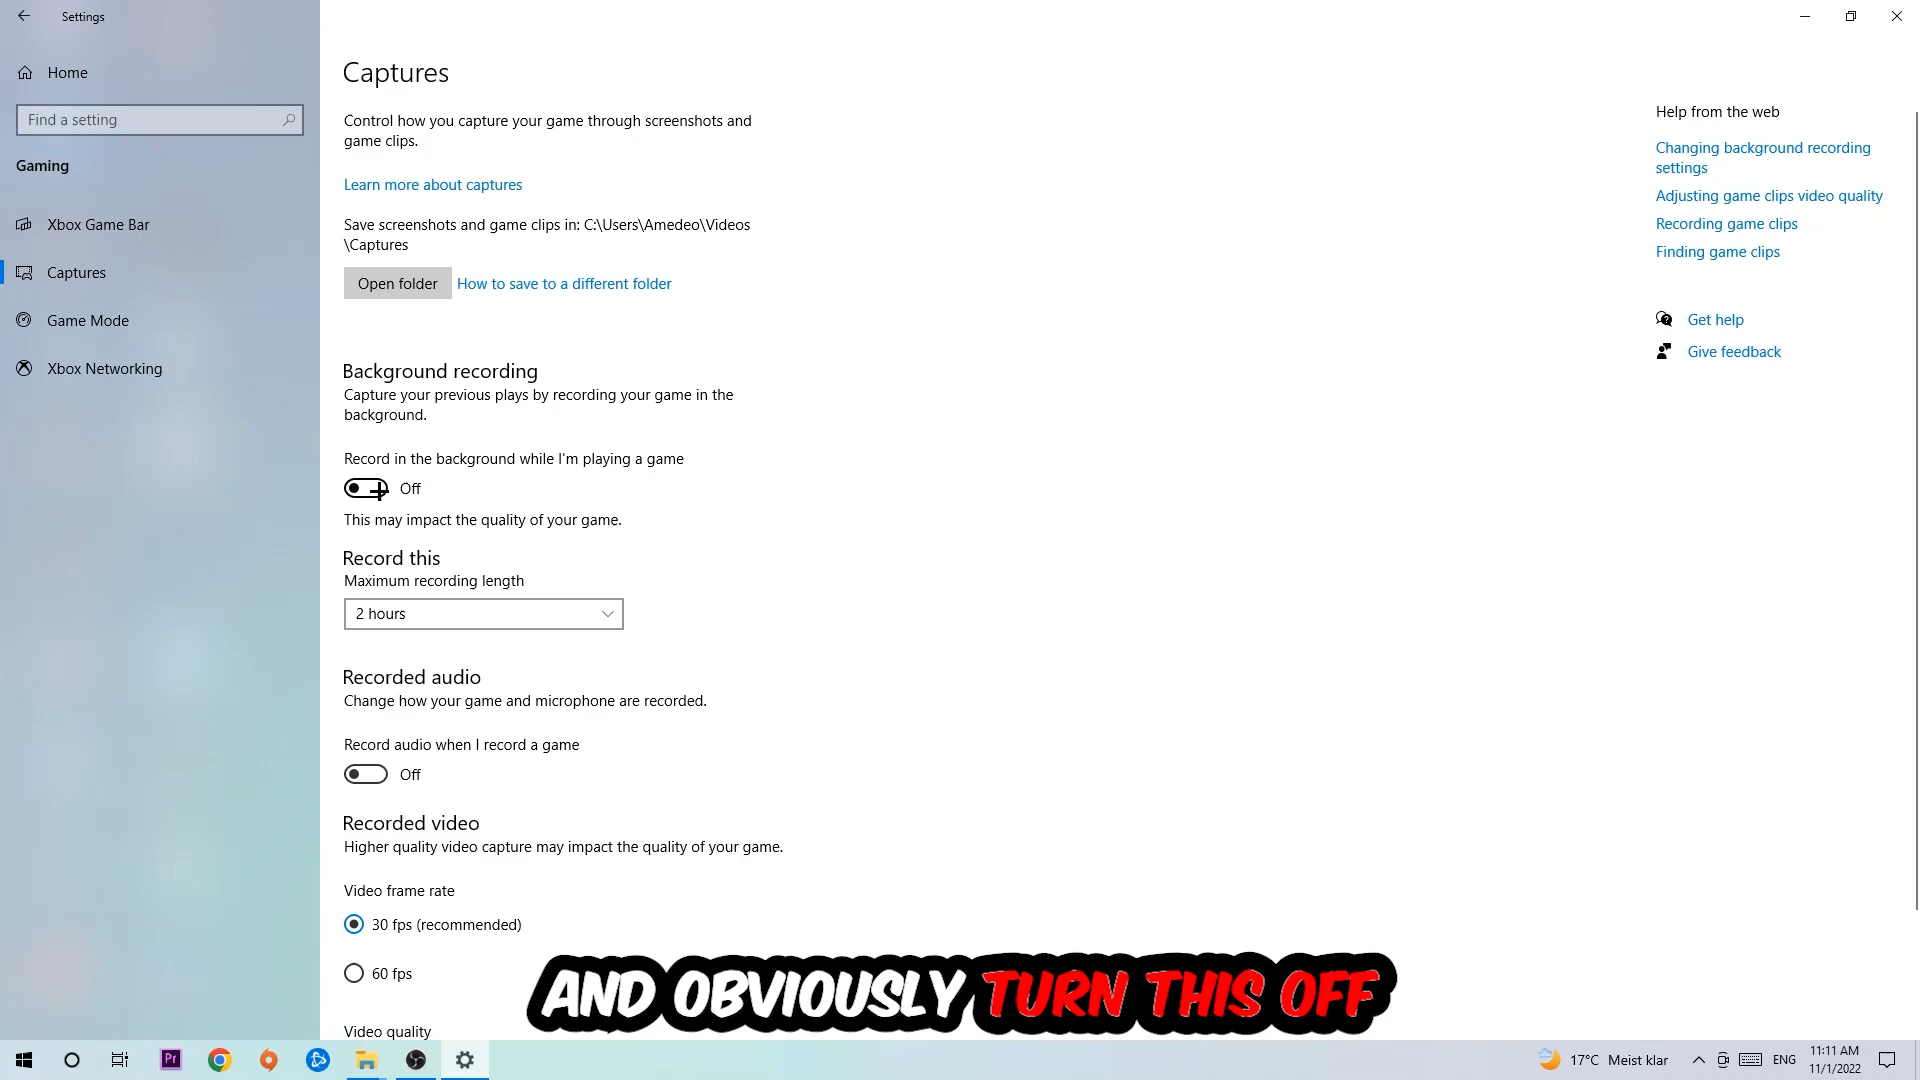 Settings
Home
Find a setting
Gaming
Xbox Game Bar
Captures
Game Mode
Xbox Networking
Captures
Control how you capture your game through screenshots and
game clips.
Learn more about captures
Save screenshots and game clips in: C:\Users\Amedeo\Videos
\Captures
Open folder
How to save to a different folder
Background recording
Capture your previous plays by recording your game in the
background.
Record in the background while I'm playing a game
Off
This may impact the quality of your game.
Record this
Maximum recording length
2 hours
Recorded audio
Change how your game and microphone are recorded.
Record audio when I record a game
Off
Recorded video
Higher quality video capture may impact the quality of your game.
Video frame rate
30 fps (recommended)
60 fps
Video quality
Help from the web
Changing background recording
settings
Adjusting game clips video quality
Recording game clips
Finding game clips
Get help
Give feedback
AND OBVIOUSLY TURN THIS OFF
Pr
17°C Meist klar
ENG
11:11 AM
11/1/2022